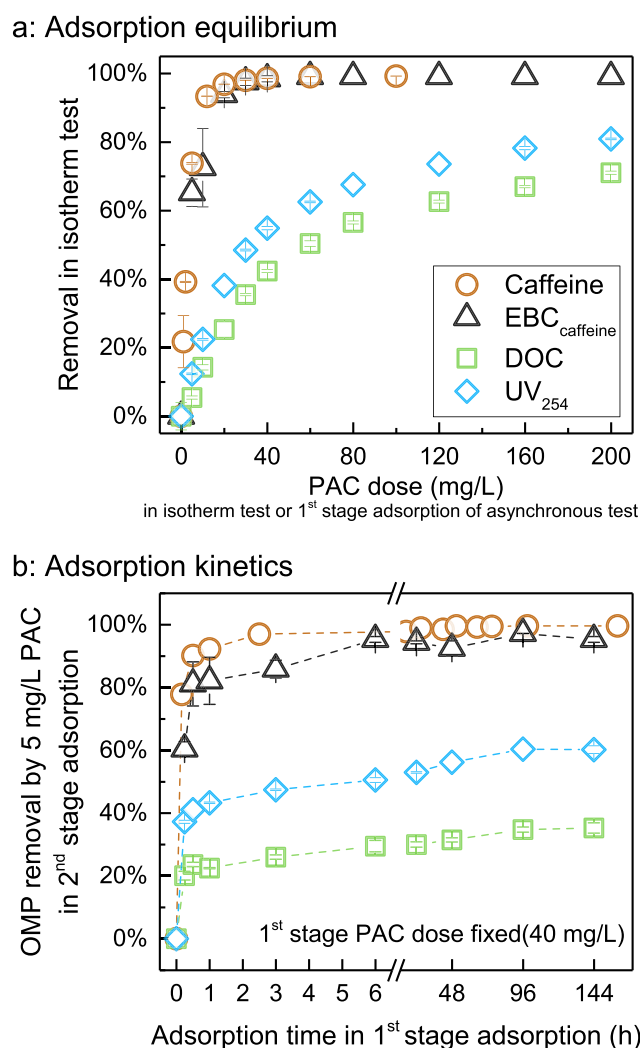 a: Adsorption equilibrium
Removal in isotherm test
100%
80%
60%
40%
20%
0%
Caffeine
EBCcaffeine
DOC
UV254
0 40 80 120 160 200
PAC dose (mg/L)
in isotherm test or 1st stage adsorption of asynchronous test
b: Adsorption kinetics
OMP removal by 5 mg/L PAC
in 2nd stage adsorption
100%
80%
60%
40%
20%
0%
1st stage PAC dose fixed(40 mg/L)
0 1 2 3 4 5 6 48 96 144
Adsorption time in 1st stage adsorption (h)